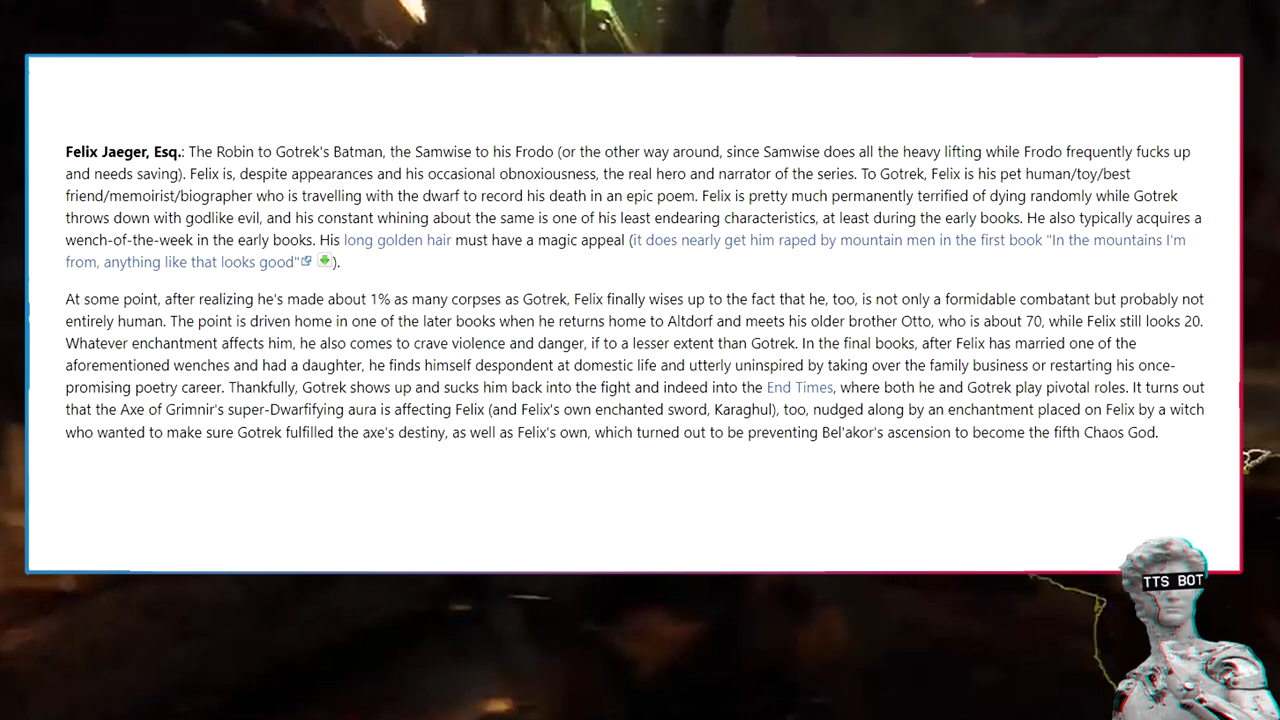 Felix Jaeger, Esq.: The Robin to Gotrek's Batman, the Samwise to his Frodo (or the other way around, since Samwise does all the heavy lifting while Frodo frequently fucks up
and needs saving). Felix is, despite appearances and his occasional obnoxiousness, the real hero and narrator of the series. To Gotrek, Felix is his pet human/toy/best
friend/memoirist/biographer who is travelling with the dwarf to record his death in an epic poem. Felix is pretty much permanently terrified of dying randomly while Gotrek
throws down with godlike evil, and his constant whining about the same is one of his least endearing characteristics, at least during the early books. He also typically acquires a
wench-of-the-week in the early books. His long golden hair must have a magic appeal (it does nearly get him raped by mountain men in the first book "In the mountains I'm
from, anything like that looks good" ).
At some point, after realizing he's made about 1% as many corpses as Gotrek, Felix finally wises up to the fact that he, too, is not only a formidable combatant but probably not
entirely human. The point is driven home in one of the later books when he returns home to Altdorf and meets his older brother Otto, who is about 70, while Felix still looks 20.
Whatever enchantment affects him, he also comes to crave violence and danger, if to a lesser extent than Gotrek. In the final books, after Felix has married one of the
aforementioned wenches and had a daughter, he finds himself despondent at domestic life and utterly uninspired by taking over the family business or restarting his once-
promising poetry career. Thankfully, Gotrek shows up and sucks him back into the fight and indeed into the End Times, where both he and Gotrek play pivotal roles. It turns out
that the Axe of Grimnir's super-Dwarfifying aura is affecting Felix (and Felix's own enchanted sword, Karaghul), too, nudged along by an enchantment placed on Felix by a witch
who wanted to make sure Gotrek fulfilled the axe's destiny, as well as Felix's own, which turned out to be preventing Bel'akor's ascension to become the fifth Chaos God.
TTS BOT